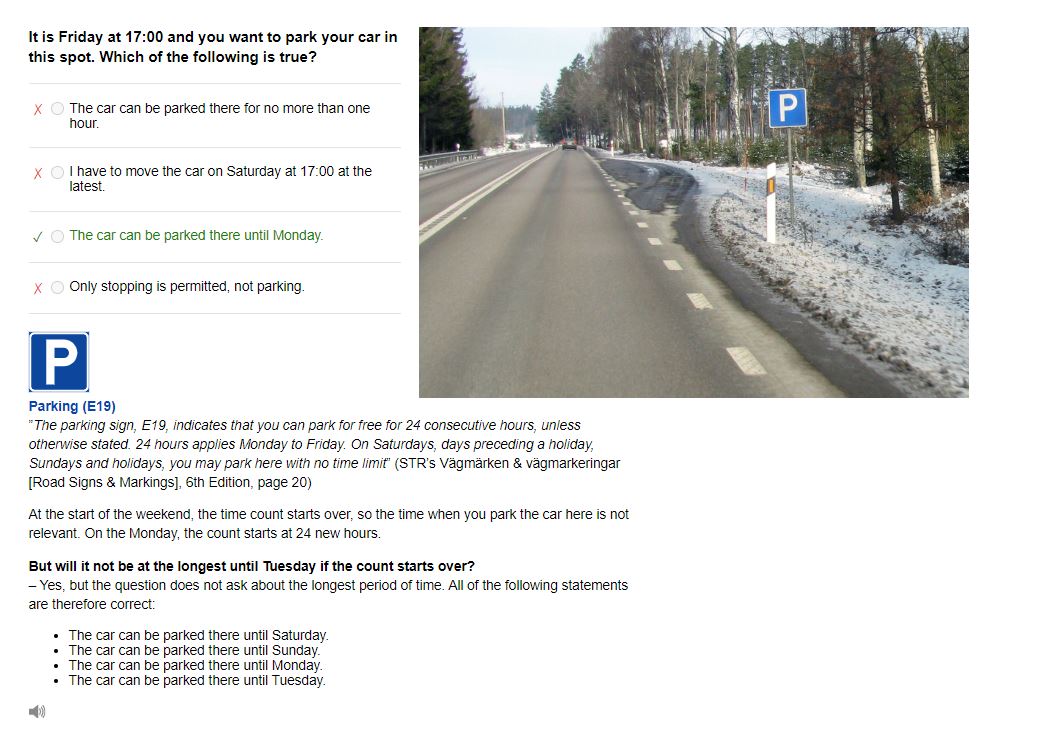 It is Friday at 17:00 and you want to park your car in
this spot. Which of the following is true?
The car can be parked there for no more than one
hour.
I have to move the car on Saturday at 17:00 at the
latest.
The car can be parked there until Monday.
Only stopping is permitted, not parking.
P
P
Parking (E19)
"The parking sign, E19, indicates that you can park for free for 24 consecutive hours, unless
otherwise stated. 24 hours applies Monday to Friday. On Saturdays, days preceding a holiday,
Sundays and holidays, you may park here with no time limit" (STR's Vägmärken & vägmarkeringar
[Road Signs & Markings], 6th Edition, page 20)
At the start of the weekend, the time count starts over, so the time when you park the car here is not
relevant. On the Monday, the count starts at 24 new hours.
But will it not be at the longest until Tuesday if the count starts over?
– Yes, but the question does not ask about the longest period of time. All of the following statements
are therefore correct:
• The car can be parked there until Saturday.
• The car can be parked there until Sunday.
• The car can be parked there until Monday.
• The car can be parked there until Tuesday.